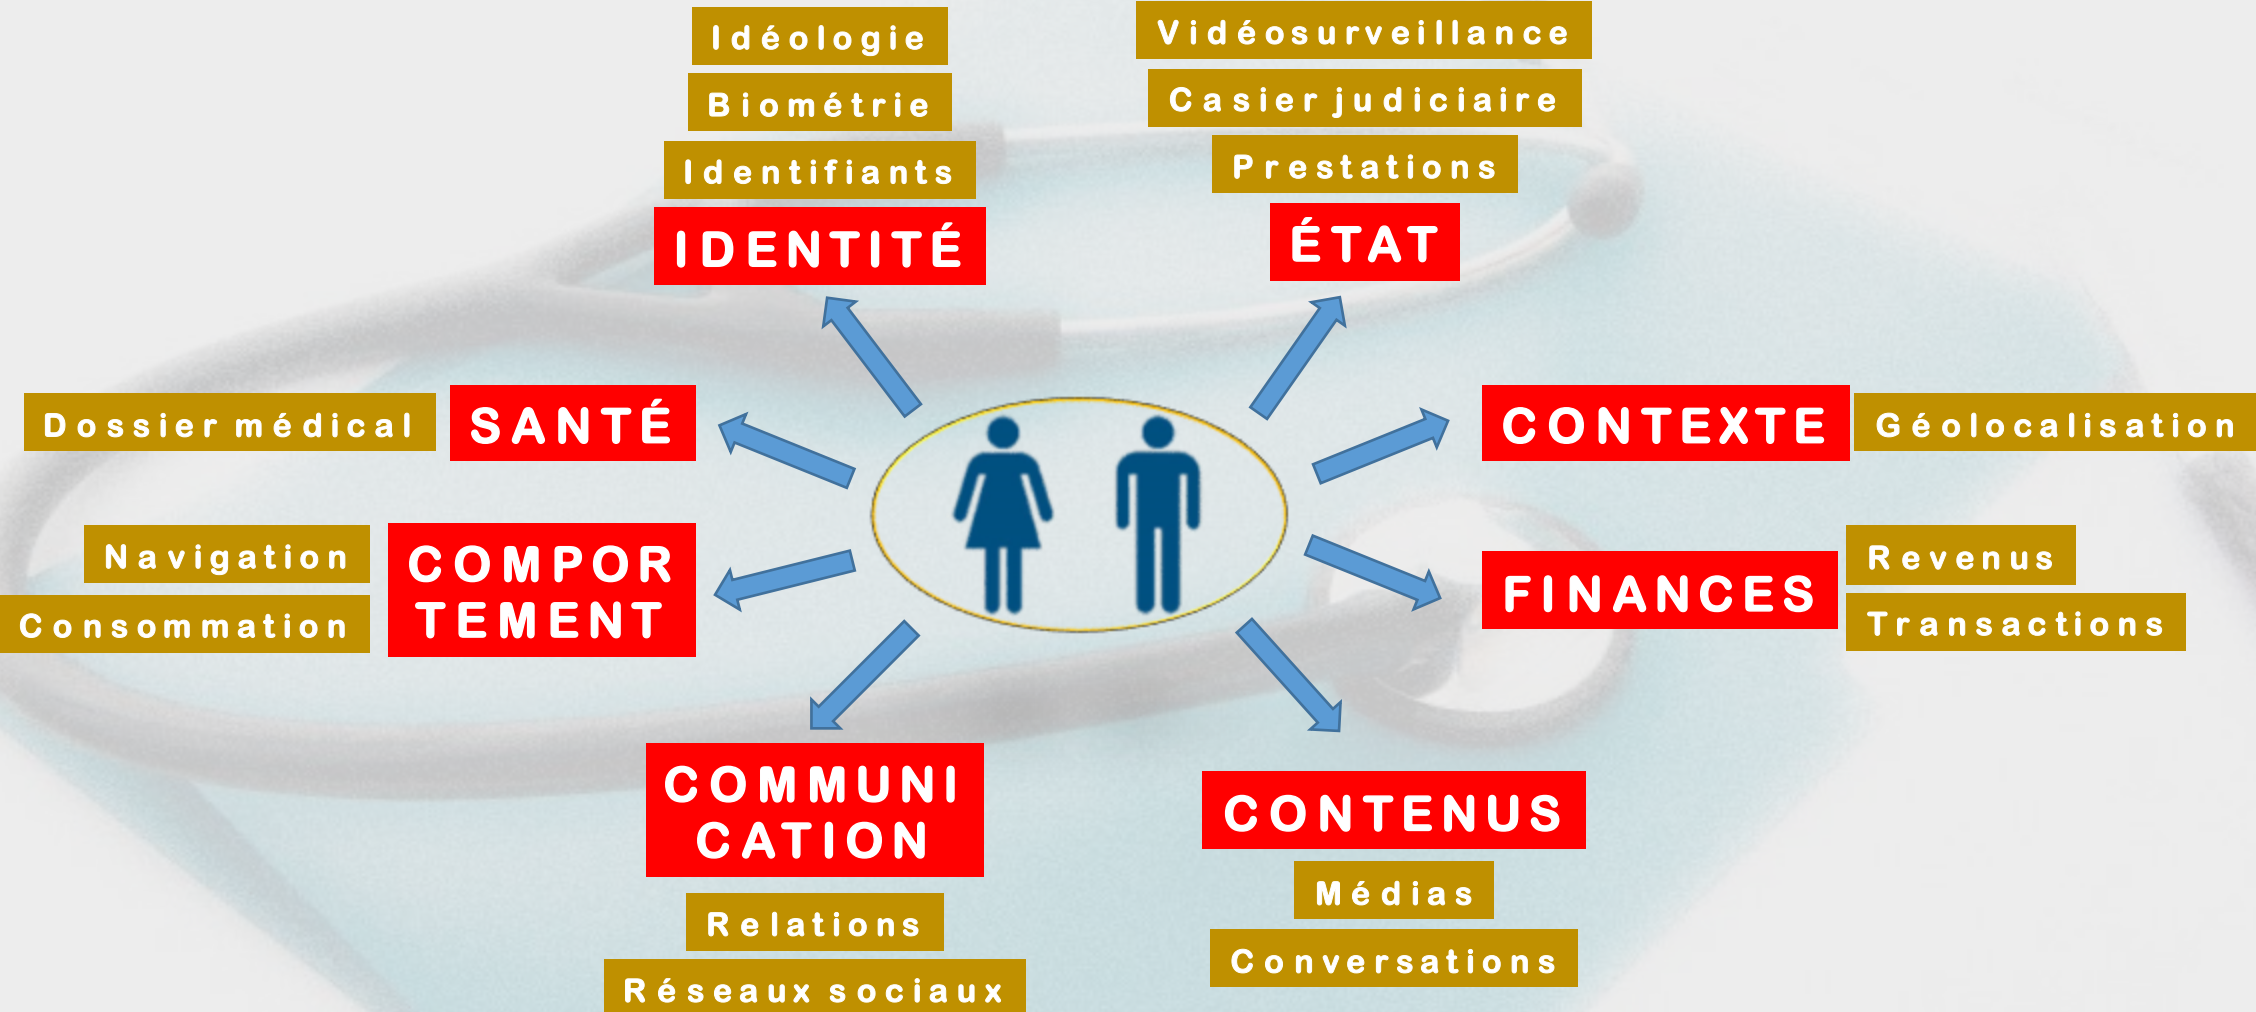 Idéologie
Biométrie
Identifiants
IDENTITÉ
Vidéosurveillance
Casier judiciaire
Prestations
ÉTAT
Dossier médical
SANTÉ
CONTEXTE
Géolocalisation
Navigation
Consommation
COMPOR
TEMENT
FINANCES
Revenus
Transactions
COMMUNI
CATION
Relations
Réseaux sociaux
CONTENUS
Médias
Conversations